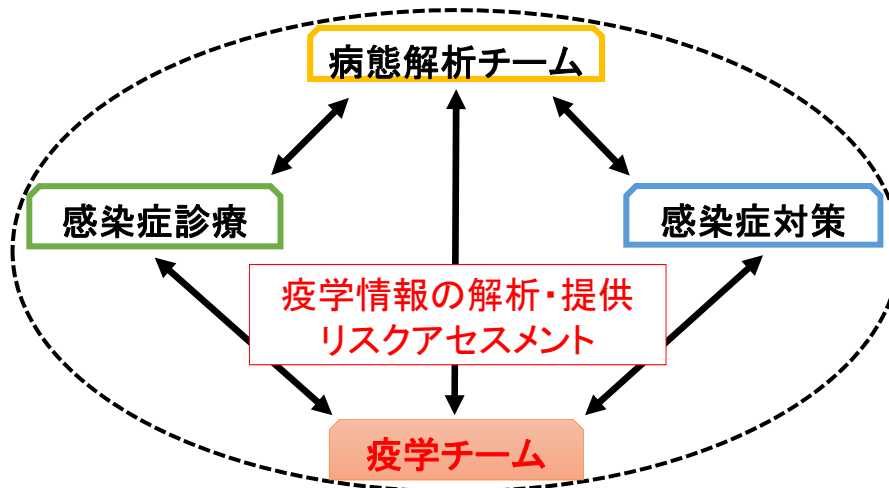 病態解析チーム
感染症診療
感染症対策
疫学情報の解析・提供
リスクアセスメント
疫学チーム